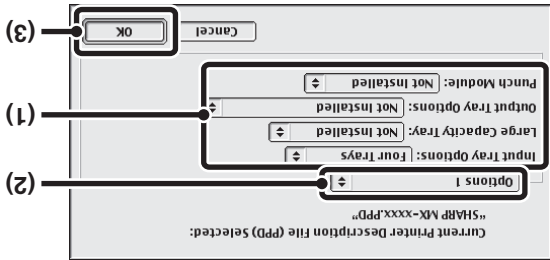 Current Printer Description File (PPD) Selected:
"SHARP MX-xxxx.PPD"
Options 1
(2)
Input Tray Options: Four Trays
Large Capacity Tray: Not Installed
Output Tray Options: Not Installed
(1)
Punch Module: Not Installed
Cancel
OK
(3)